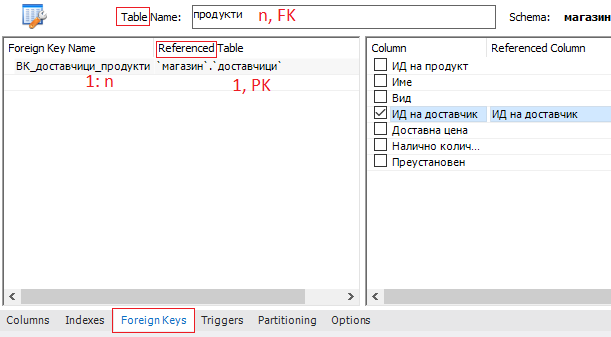 Table Name: продукти n, FK Schema: магазин
Foreign Key Name Referenced Table
ВК_доставчици_продукти `магазин`.`доставчици`
1: n 1, PK
Column Referenced Column
ИД на продукт
Име
Вид
ИД на доставчик ИД на доставчик
Доставна цена
Налично колич...
Преустановен
Columns Indexes Foreign Keys Triggers Partitioning Options